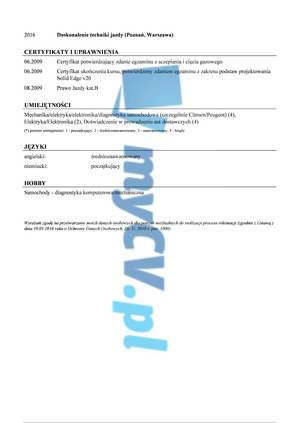 2016 Doskonalenie techniki jazdy (Poznań, Warszawa)
CERTYFIKATY I UPRAWNIENIA
06.2009 Certyfikat potwierdzający zdanie egzaminu z sczepiania i cięcia gazowego
06.2009 Certyfikat ukończenia kursu, potwierdzony zdaniem egzaminu z zakresu podstaw projektowania
Solid Edge v20
08.2009 Prawo Jazdy kat.B
UMIEJĘTNOŚCI
Mechanika/elektryka/elektronika/diagnostyka samochodowa (szczególnie Citroen/Peugeot) (4),
Elektryka/Elektronika (2), Doświadczenie w prowadzeniu aut dostawczych (4)
(*) poziom umiejętności: 1 - początkujący, 2 - średniozaawansowany, 3 - zaawansowany, 4 - biegły
JĘZYKI
angielski: średniozaawansowany
niemiecki: początkujący
HOBBY
Samochody - diagnostyka komputerowa/mechaniczna
Wyrażam zgodę na przetwarzanie moich danych osobowych dla potrzeb niezbędnych do realizacji procesu rekrutacji (zgodnie z Ustawą z
dnia 10.05.2018 roku o Ochronie Danych Osobowych; Dz. U. 2018 r. poz. 1000).
mycv.pl